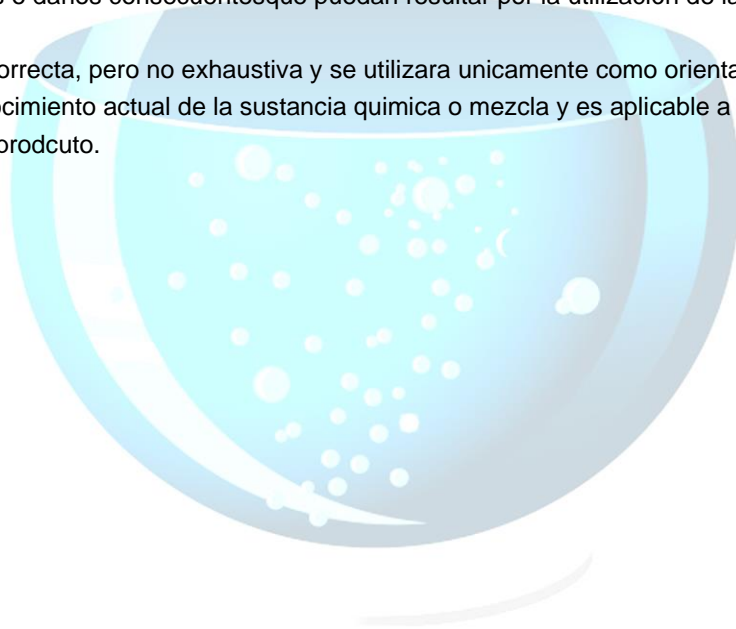 o daños consecuentesque puedan resultar por la utilización de la
orrecta, pero no exhaustiva y se utilizara unicamente como orienta
ocimiento actual de la sustancia quimica o mezcla y es aplicable a
prodcuto.